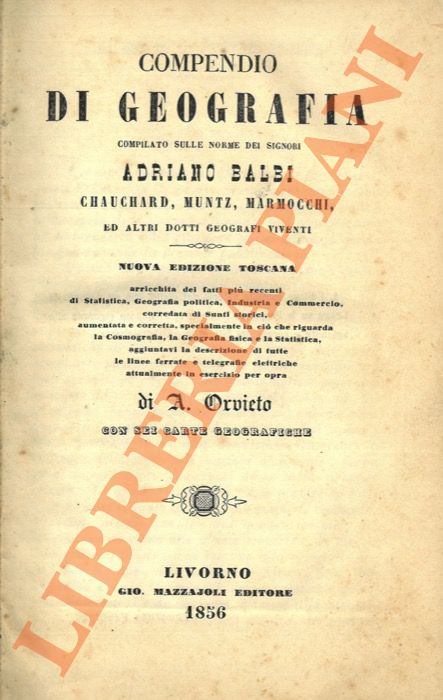 COMPENDIO
DI GEOGRAFIA
COMPILATO SULLE NORME DEI SIGNORI
ADRIANO BALBI
CHAUCHARD, MUNTZ, MARMOCCHI,
ED ALTRI DOTTI GEOGRAFI VIVENTI
NUOVA EDIZIONE TOSCANA
arricchita dei fatti più recenti
di Statistica, Geografia politica, Industria e Commercio,
corredata di Sunti storici,
aumentata e corretta, specialmente in ciò che riguarda
la Cosmografia, la Geografia fisica e la Statistica,
aggiuntavi la descrizione di tutte
le linee ferrate e telegrafie elettriche
attualmente in esercizio per opra
di A. Orvieto
CON SEI CARTE GEOGRAFICHE
LIVORNO
GIO. MAZZAJOLI EDITORE
1856
LIBRERIA PIANI